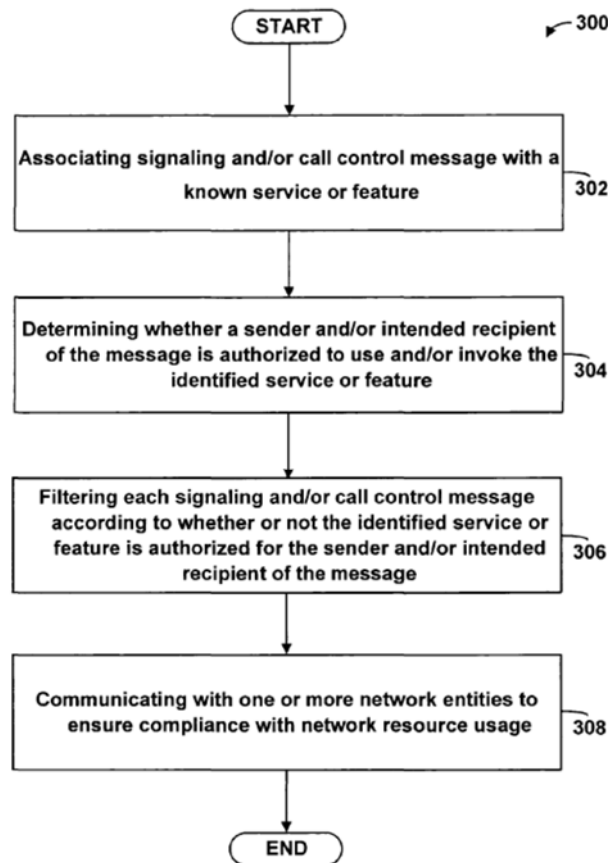 START
300
Associating signaling and/or call control message with a
known service or feature
302
Determining whether a sender and/or intended recipient
of the message is authorized to use and/or invoke the
identified service or feature
304
Filtering each signaling and/or call control message
according to whether or not the identified service or
feature is authorized for the sender and/or intended
recipient of the message
306
Communicating with one or more network entities to
ensure compliance with network resource usage
308
END